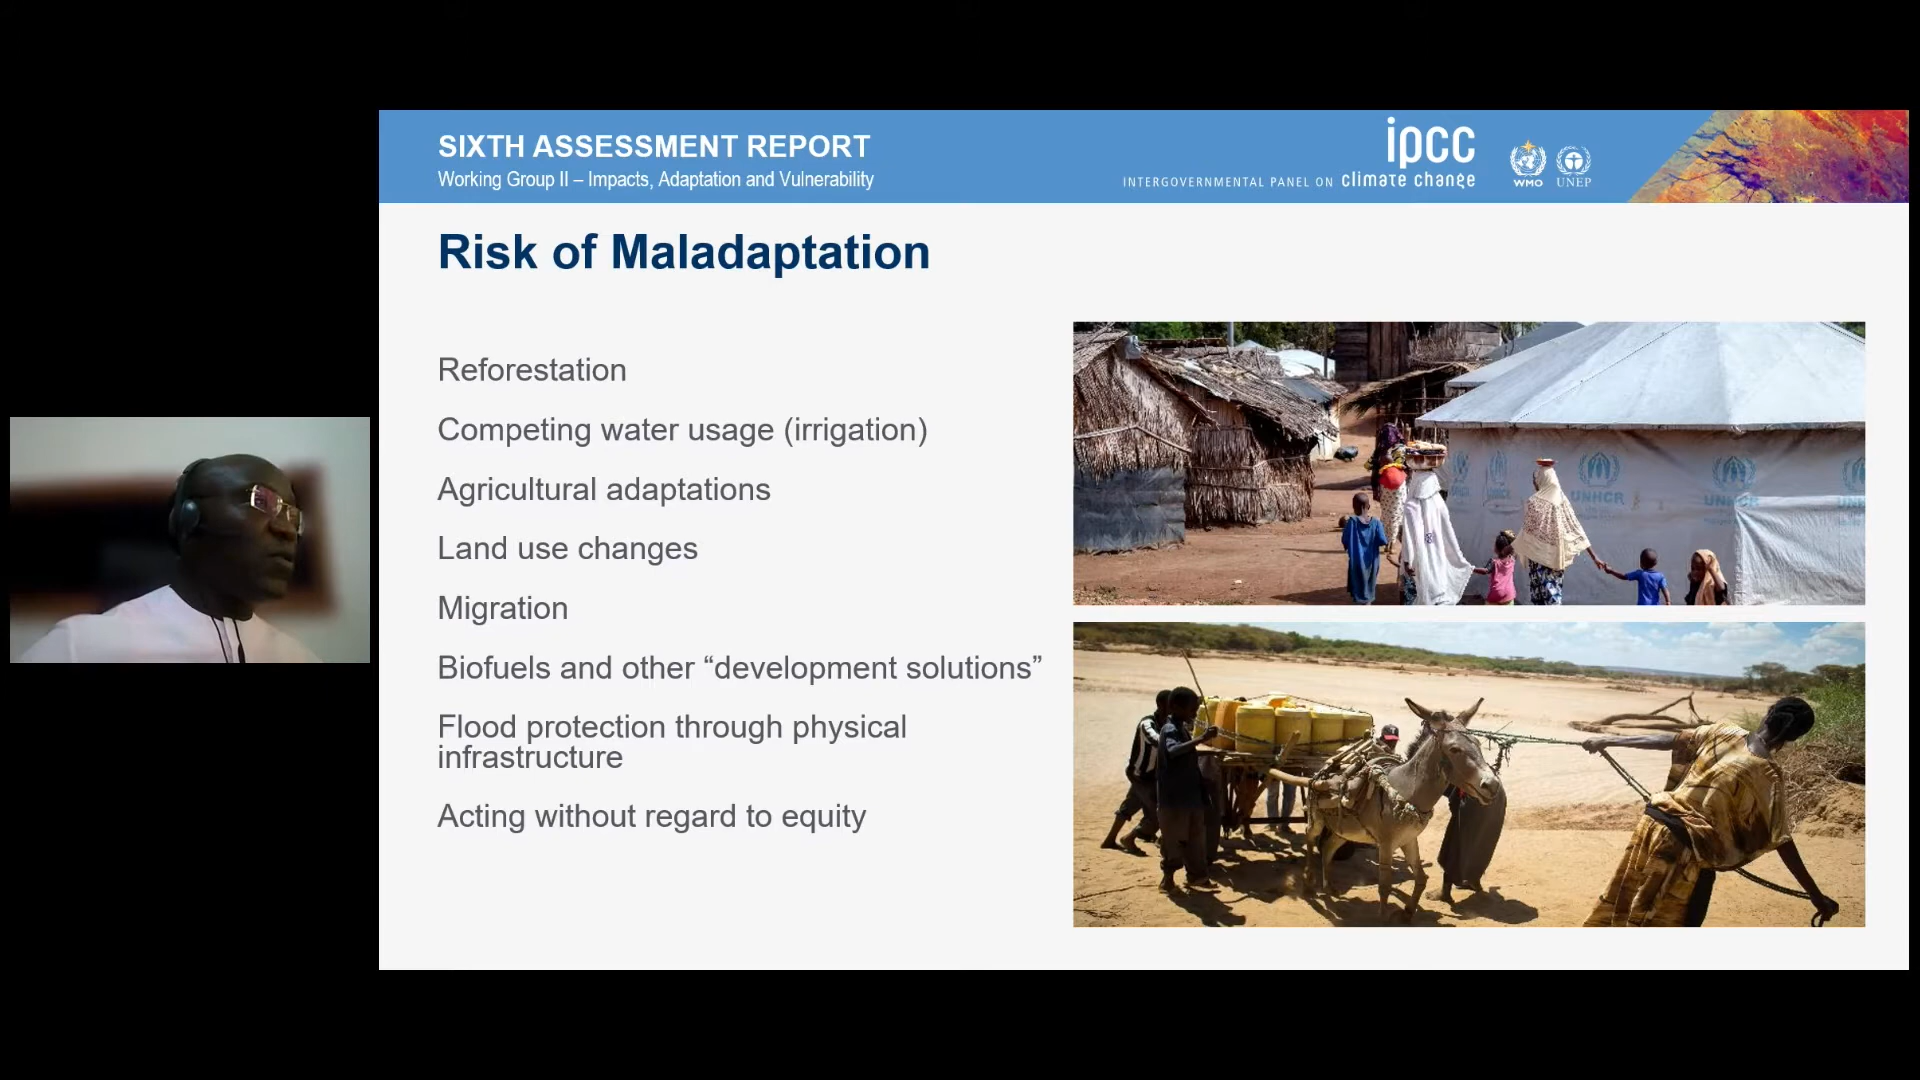 SIXTH ASSESSMENT REPORT
Working Group II – Impacts, Adaptation and Vulnerability
ipcc
INTERGOVERNMENTAL PANEL ON climate change
WMO
UNEP
Risk of Maladaptation
Reforestation
Competing water usage (irrigation)
Agricultural adaptations
Land use changes
Migration
Biofuels and other “development solutions”
Flood protection through physical
infrastructure
Acting without regard to equity
UNHCR
UNHCR